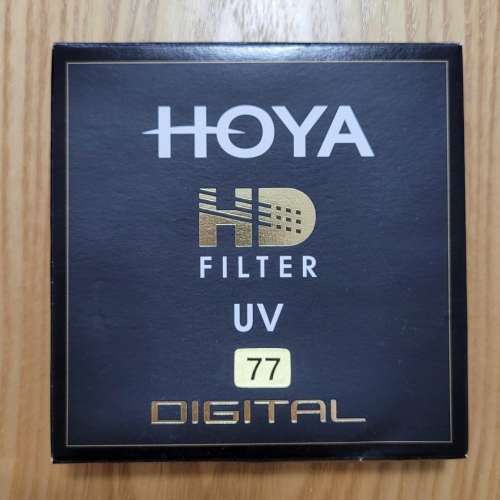 HOYA
HD
FILTER
UV
77
DIGITAL